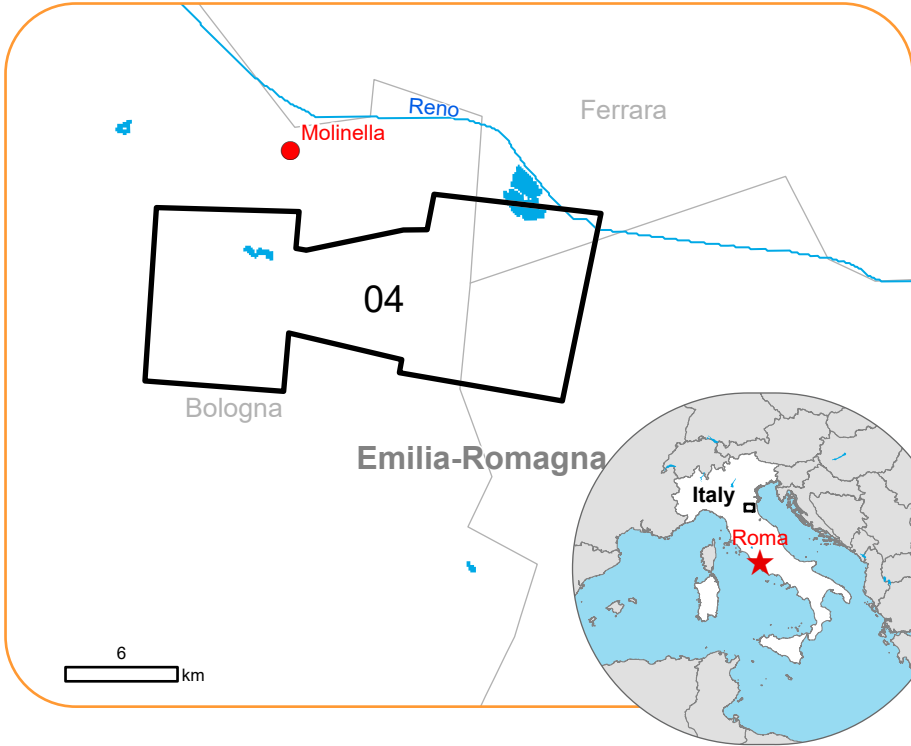 Reno
Ferrara
Molinella
04
Bologna
Emilia-Romagna
Italy
Roma
6
km